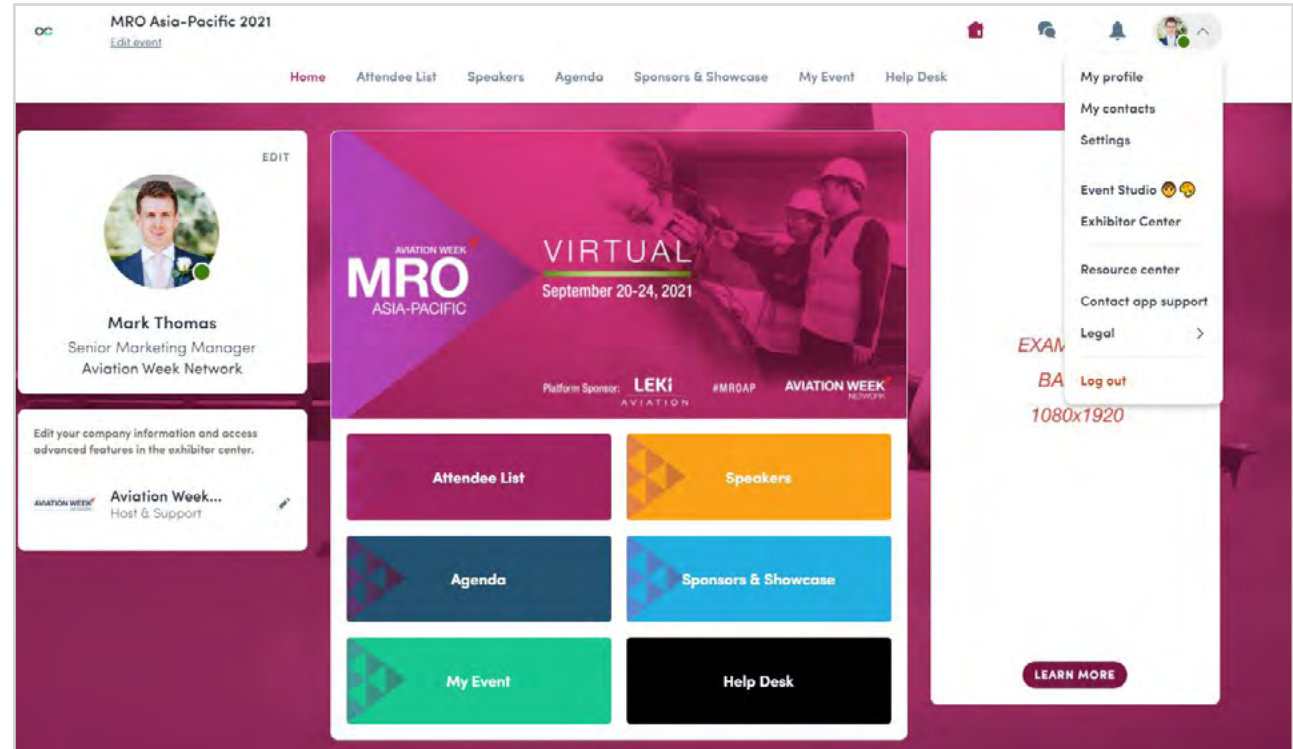 MRO Asia-Pacific 2021
Edit event
Home Attendee List Speakers Agenda Sponsors & Showcase My Event Help Desk
My profile
My contacts
Settings
Event Studio
Exhibitor Center
Resource center
Contact app support
Legal
Log out
EDIT
Mark Thomas
Senior Marketing Manager
Aviation Week Network
Edit your company information and access
advanced features in the exhibitor center.
AVIATION WEEK
NETWORK
Aviation Week...
Host & Support
AVIATION WEEK
MRO
ASIA-PACIFIC
VIRTUAL
September 20-24, 2021
Platform Sponsor: LEKi
AVIATION
#MROAP
AVIATION WEEK
NETWORK
Attendee List
Speakers
Agenda
Sponsors & Showcase
My Event
Help Desk
BA
1080x1920
LEARN MORE